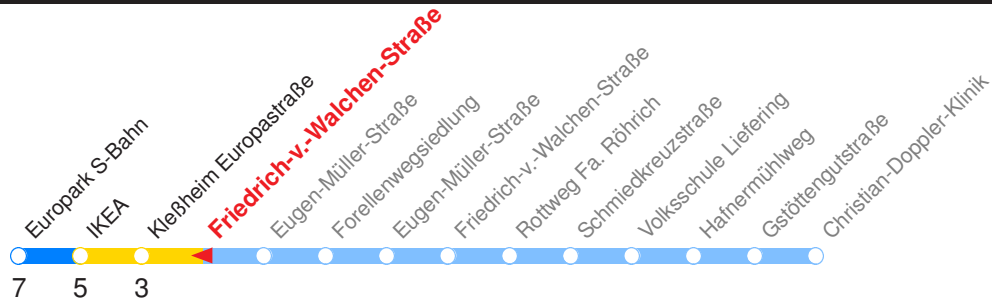 Europark S-Bahn
IKEA
Kleßheim Europastraße
Friedrich-v.-Walchen-Straße
Eugen-Müller-Straße
Forellenwegsiedlung
Eugen-Müller-Straße
Friedrich-v.-Walchen-Straße
Rottweg Fa. Röhrich
Schmiedkreuzstraße
Volksschule Liefering
Hafnermühlweg
Gstöttengutstraße
Christian-Doppler-Klinik
7 5 3